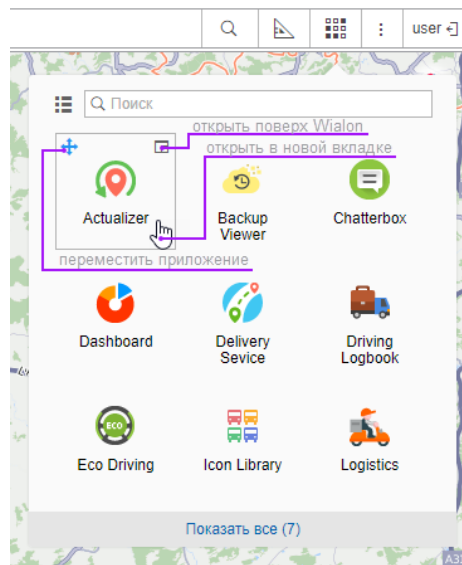 user
Поиск
открыть поверх Wialon
открыть в новой вкладке
Actualizer
Backup
Viewer
Chatterbox
переместить приложение
Dashboard
Delivery
Sevice
Driving
Logbook
ECO
Eco Driving
Icon Library
Logistics
Показать все (7)